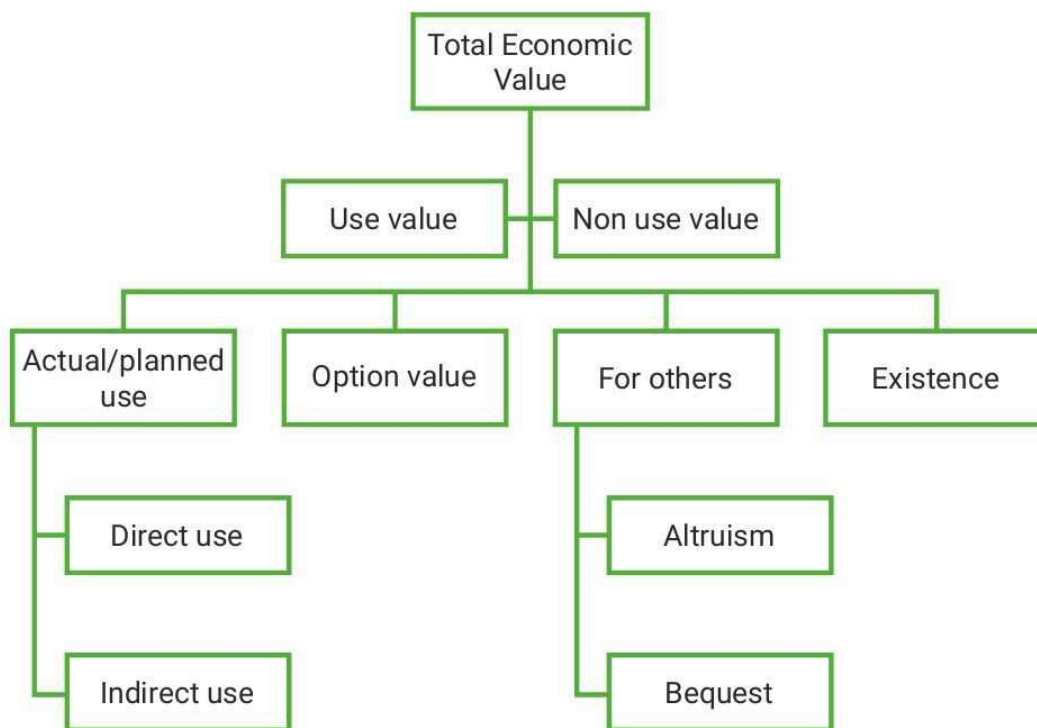 Total Economic
Value
Use value
Non use value
Actual/planned
use
Option value
For others
Existence
Direct use
Altruism
Indirect use
Bequest